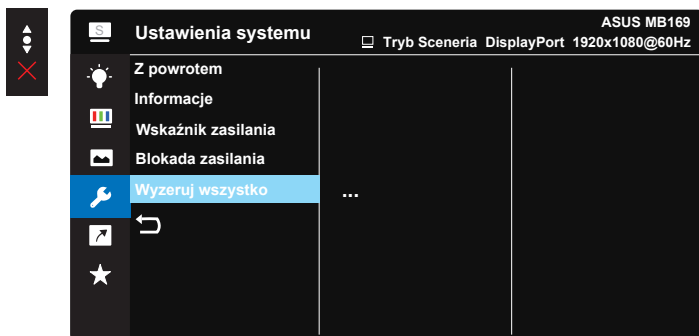 S
Ustawienia systemu
ASUS MB169
Tryb Sceneria DisplayPort 1920x1080@60Hz
Z powrotem
Informacje
Wskaźnik zasilania
Blokada zasilania
Wyzeruj wszystko
...